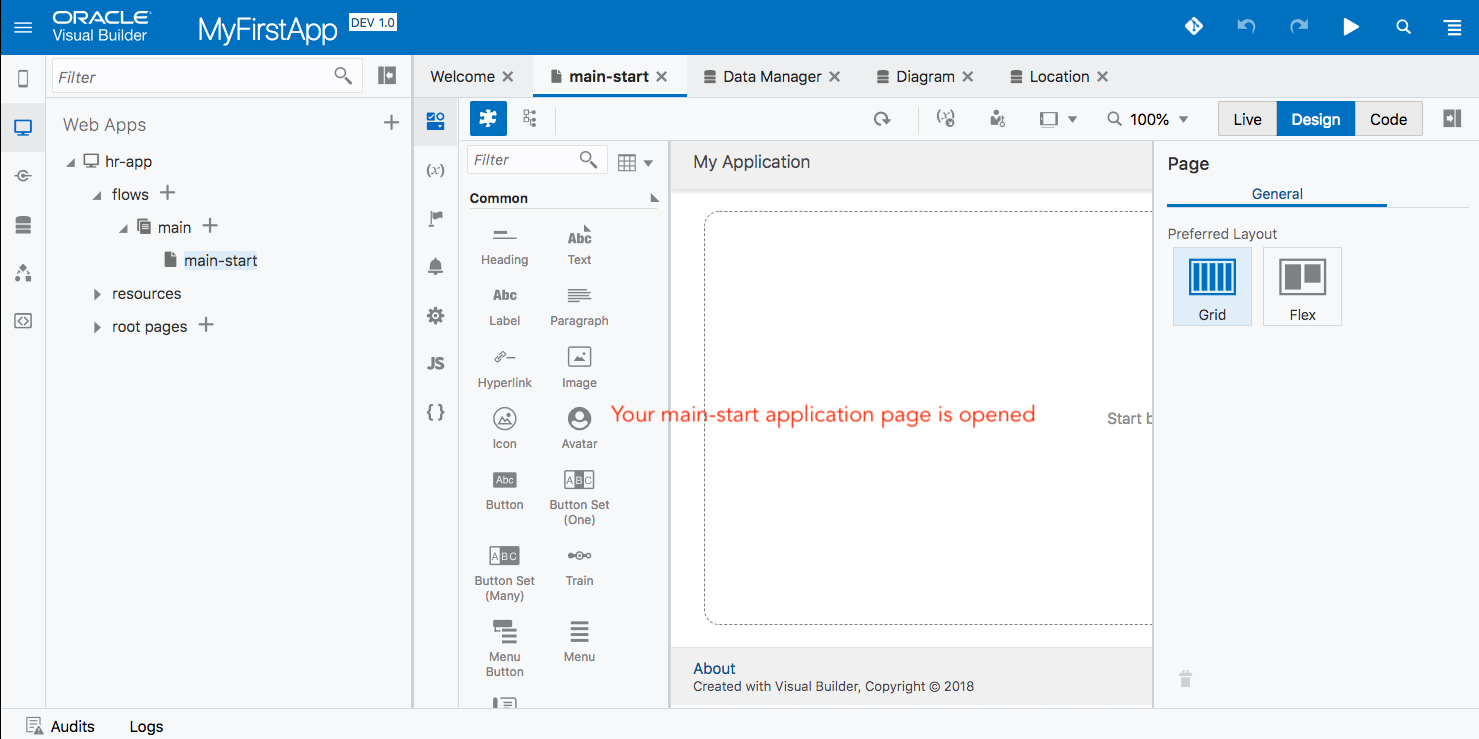 ORACLE
Visual Builder
MyFirstApp
DEV 1.0
Filter
Welcome
main-start
Data Manager
Diagram
Location
Web Apps
100%
Live
Design
Code
hr-app
flows
main
main-start
resources
root pages
(x)
JS
{ }
Filter
Common
Heading
Abc
Text
Abc
Label
Paragraph
Hyperlink
Image
Icon
Avatar
Abc
Button
ABC
Button Set
(One)
ABC
Button Set
(Many)
Train
Menu
Button
Menu
My Application
Your main-start application page is opened
Start b
About
Created with Visual Builder, Copyright © 2018
Page
General
Preferred Layout
Grid
Flex
Audits
Logs